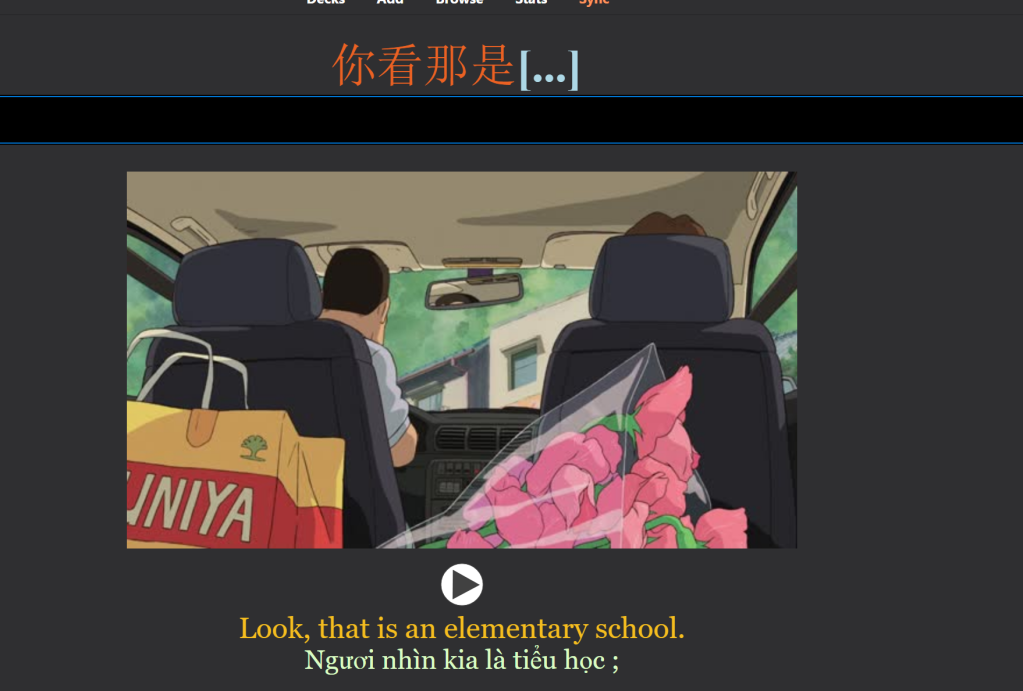 Decks Add Browse Stats Sync
你看那是[...]
UNIYA
Look, that is an elementary school.
Ngươi nhìn kia là tiểu học ;